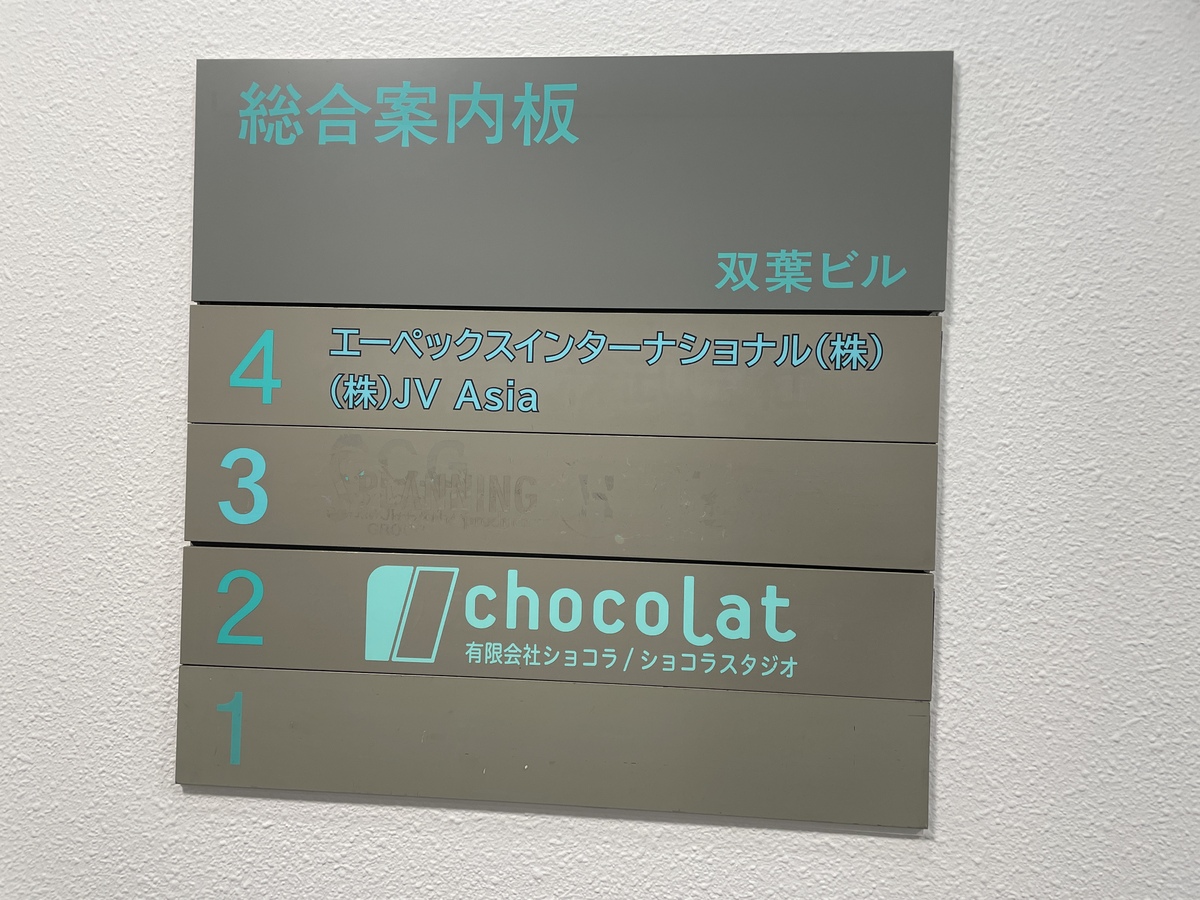 総合案内板
双葉ビル
4
エーペックスインターナショナル(株)
(株)JV Asia
3
PLANNING
2
chocolat
有限会社ショコラ/ショコラスタジオ
1